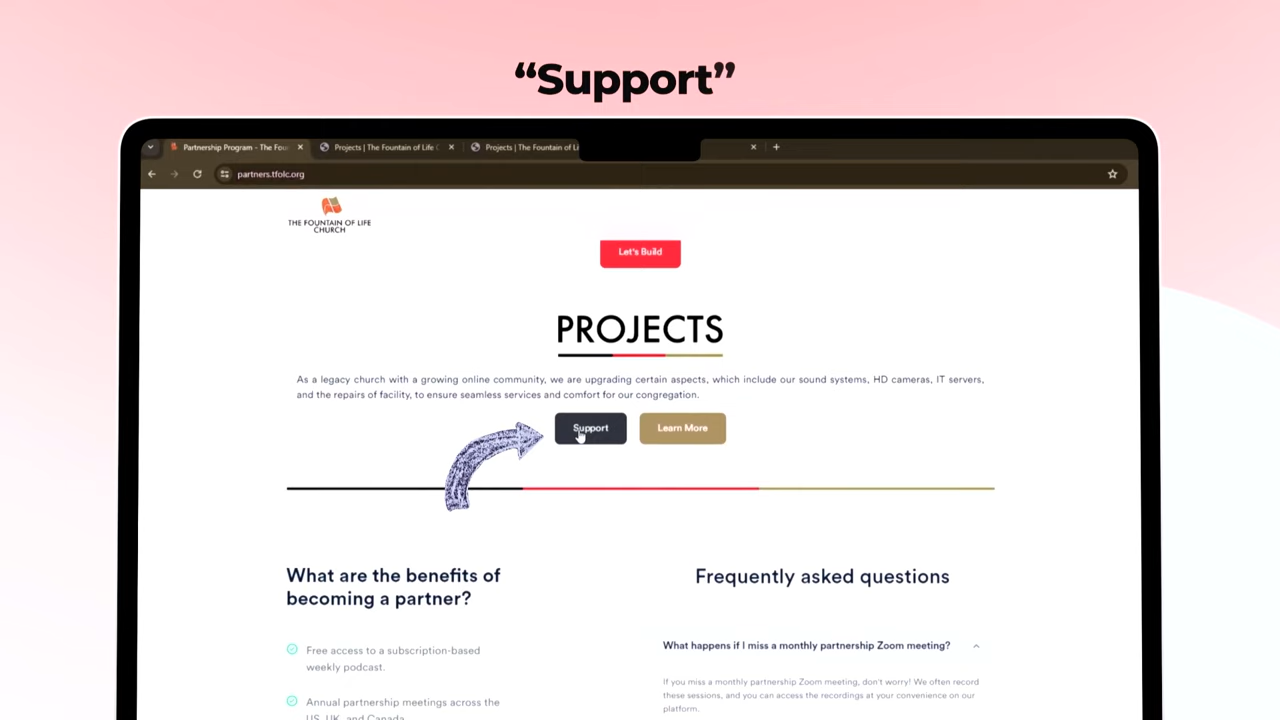 “Support”
Partnership Program - The Fou
Projects | The Fountain of Life C
Projects | The Fountain of Li
partners.tfolc.org
THE FOUNTAIN OF LIFE
CHURCH
Let's Build
PROJECTS
As a legacy church with a growing online community, we are upgrading certain aspects, which include our sound systems, HD cameras, IT servers,
and the repairs of facility, to ensure seamless services and comfort for our congregation.
Support
Learn More
What are the benefits of
becoming a partner?
Free access to a subscription-based
weekly podcast.
Annual partnership meetings across the
US, UK, and Canada
Frequently asked questions
What happens if I miss a monthly partnership Zoom meeting?
If you miss a monthly partnership Zoom meeting, don't worry! We often record
these sessions, and you can access the recordings at your convenience on our
platform.